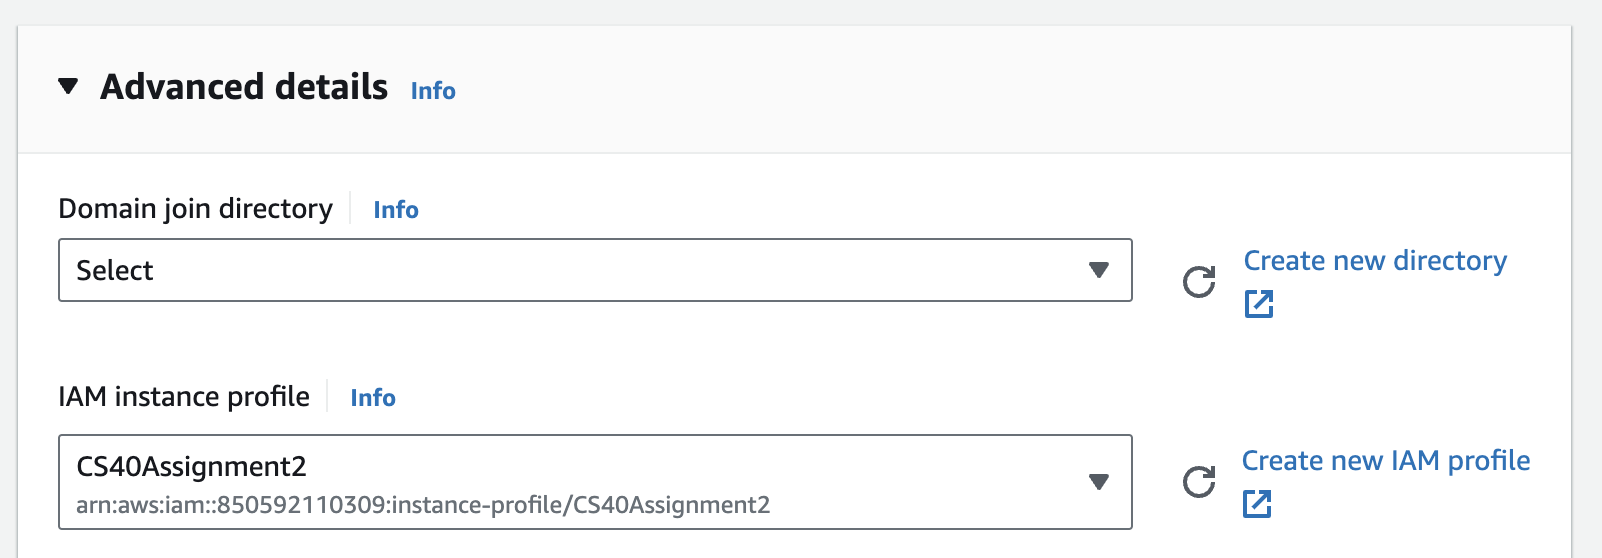 Advanced details Info
Domain join directory Info
Select
Create new directory
IAM instance profile Info
CS40Assignment2
arn:aws:iam::850592110309:instance-profile/CS40Assignment2
Create new IAM profile